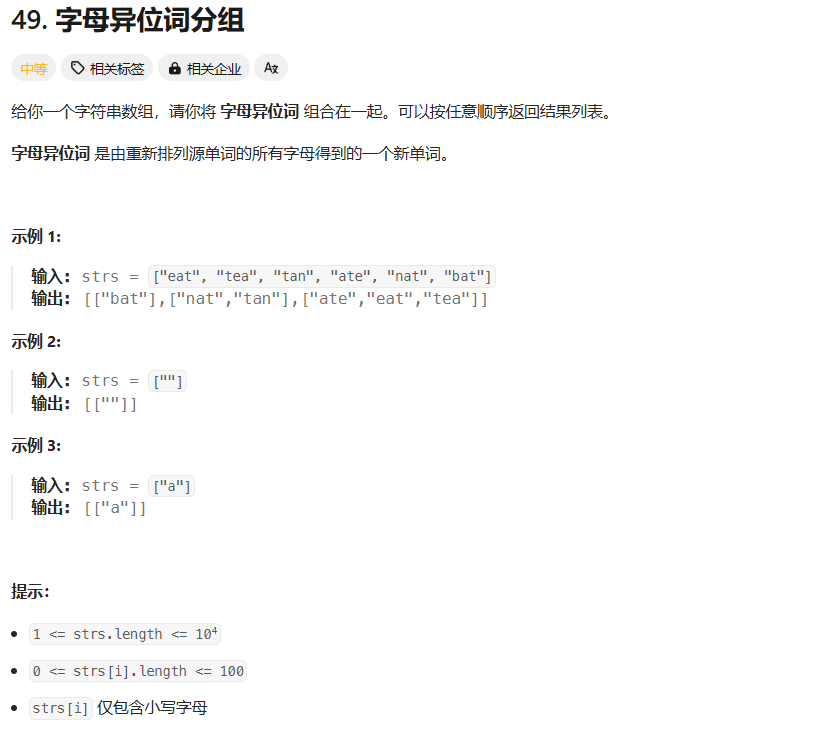 49. 字母异位词分组
中等 相关标签 相关企业
给你一个字符串数组，请你将 字母异位词 组合在一起。可以按任意顺序返回结果列表。
字母异位词 是由重新排列源单词的所有字母得到的一个新单词。
示例 1:
输入: strs = ["eat", "tea", "tan", "ate", "nat", "bat"]
输出: [["bat"],["nat","tan"],["ate","eat","tea"]]
示例 2:
输入: strs = [""]
输出: [[""]]
示例 3:
输入: strs = ["a"]
输出: [["a"]]
提示：
1 <= strs.length <= 10⁴
0 <= strs[i].length <= 100
strs[i] 仅包含小写字母